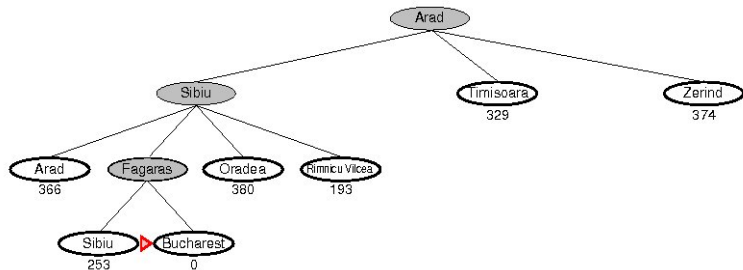 Arad
Sibiu Timisoara Zerind
329 374
Arad Fagaras Oradea Rimnicu Vilcea
366 380 193
Sibiu Bucharest
253 0